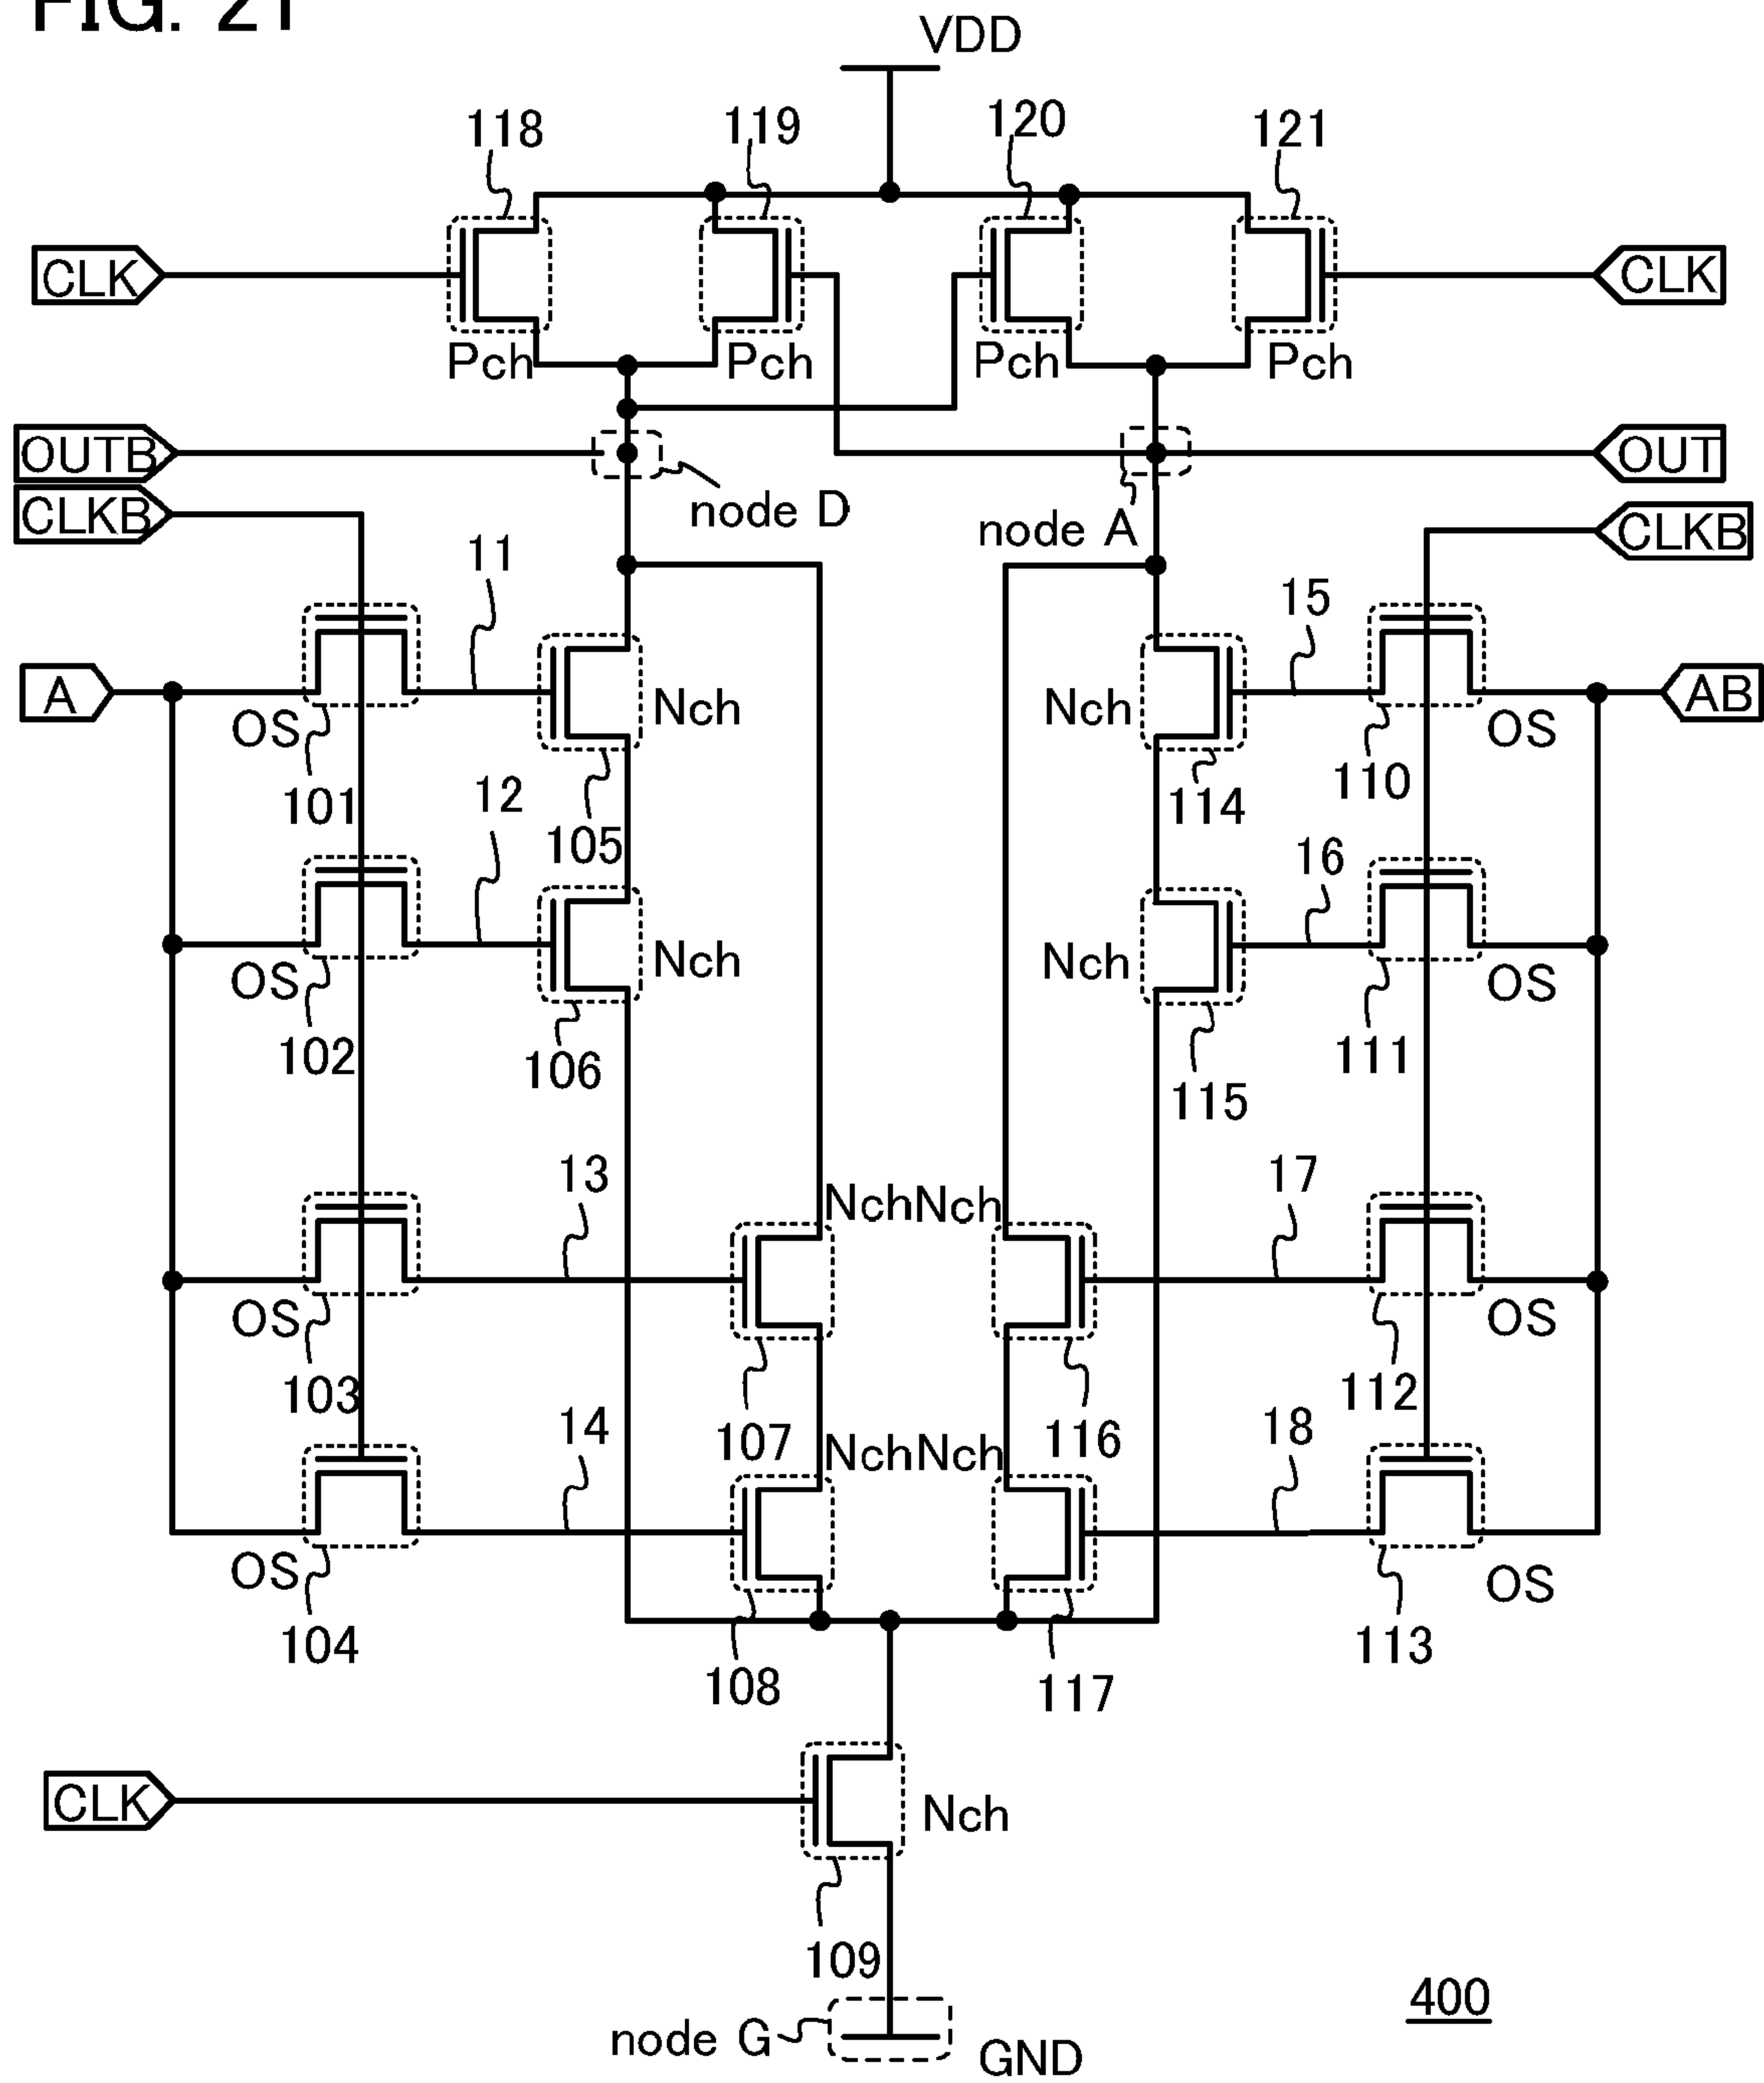 FIG. 21
VDD
118
119
120
121
CLK
CLK
Pch
Pch
Pch
Pch
OUTB
OUT
CLKB
node D
node A
CLKB
11
15
A
OS
Nch
Nch
OS
AB
101
12
105
114
110
16
OS
Nch
Nch
OS
102
106
115
111
13
NchNch
17
OS
OS
103
107
116
112
14
NchNch
18
OS
OS
104
108
117
113
CLK
Nch
109
400
node G
GND